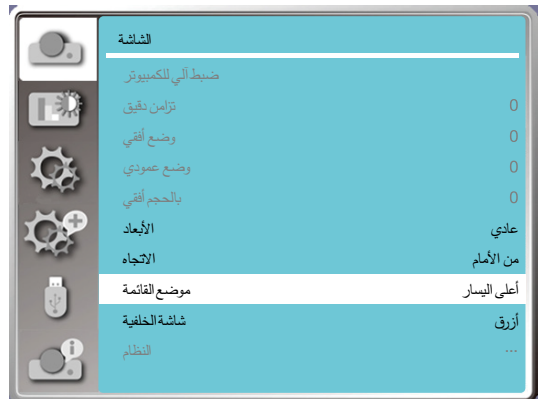 الشاشة
ضبط آلي للكمبيوتر
تزامن دقيق 0
وضع أفقي 0
وضع عمودي 0
بالحجم أفقي 0
الأبعاد عادي
الاتجاه من الأمام
موضع القائمة أعلى اليسار
شاشة الخلفية أزرق
النظام ...